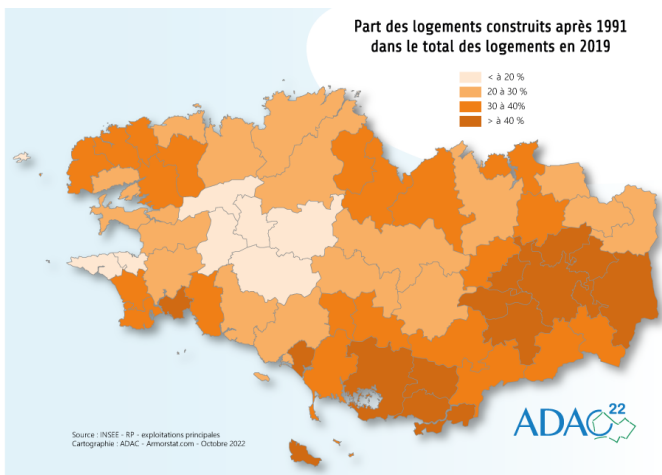 Part des logements construits après 1991
dans le total des logements en 2019
< à 20 %
20 à 30 %
30 à 40%
> à 40 %
Source : INSEE - RP - exploitations principales
Cartographie : ADAC - Armorstat.com - Octobre 2022
ADAC 22